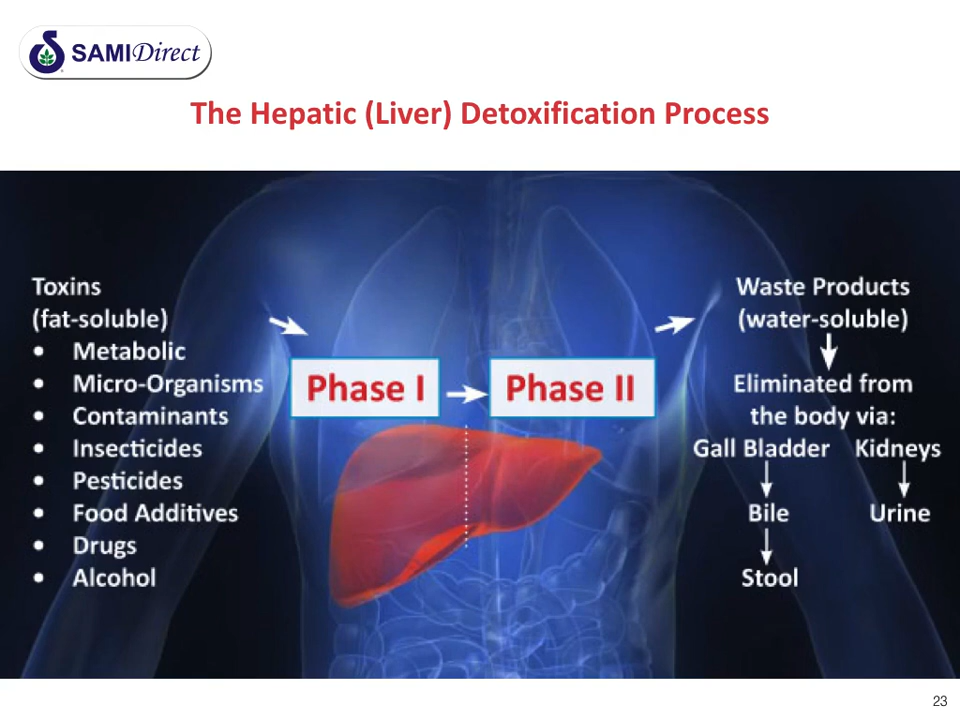 SAMIDirect
The Hepatic (Liver) Detoxification Process
Toxins
(fat-soluble)
• Metabolic
• Micro-Organisms
• Contaminants
• Insecticides
• Pesticides
• Food Additives
• Drugs
• Alcohol
Phase I
Phase II
Waste Products
(water-soluble)
Eliminated from
the body via:
Gall Bladder Kidneys
Bile Urine
Stool
23